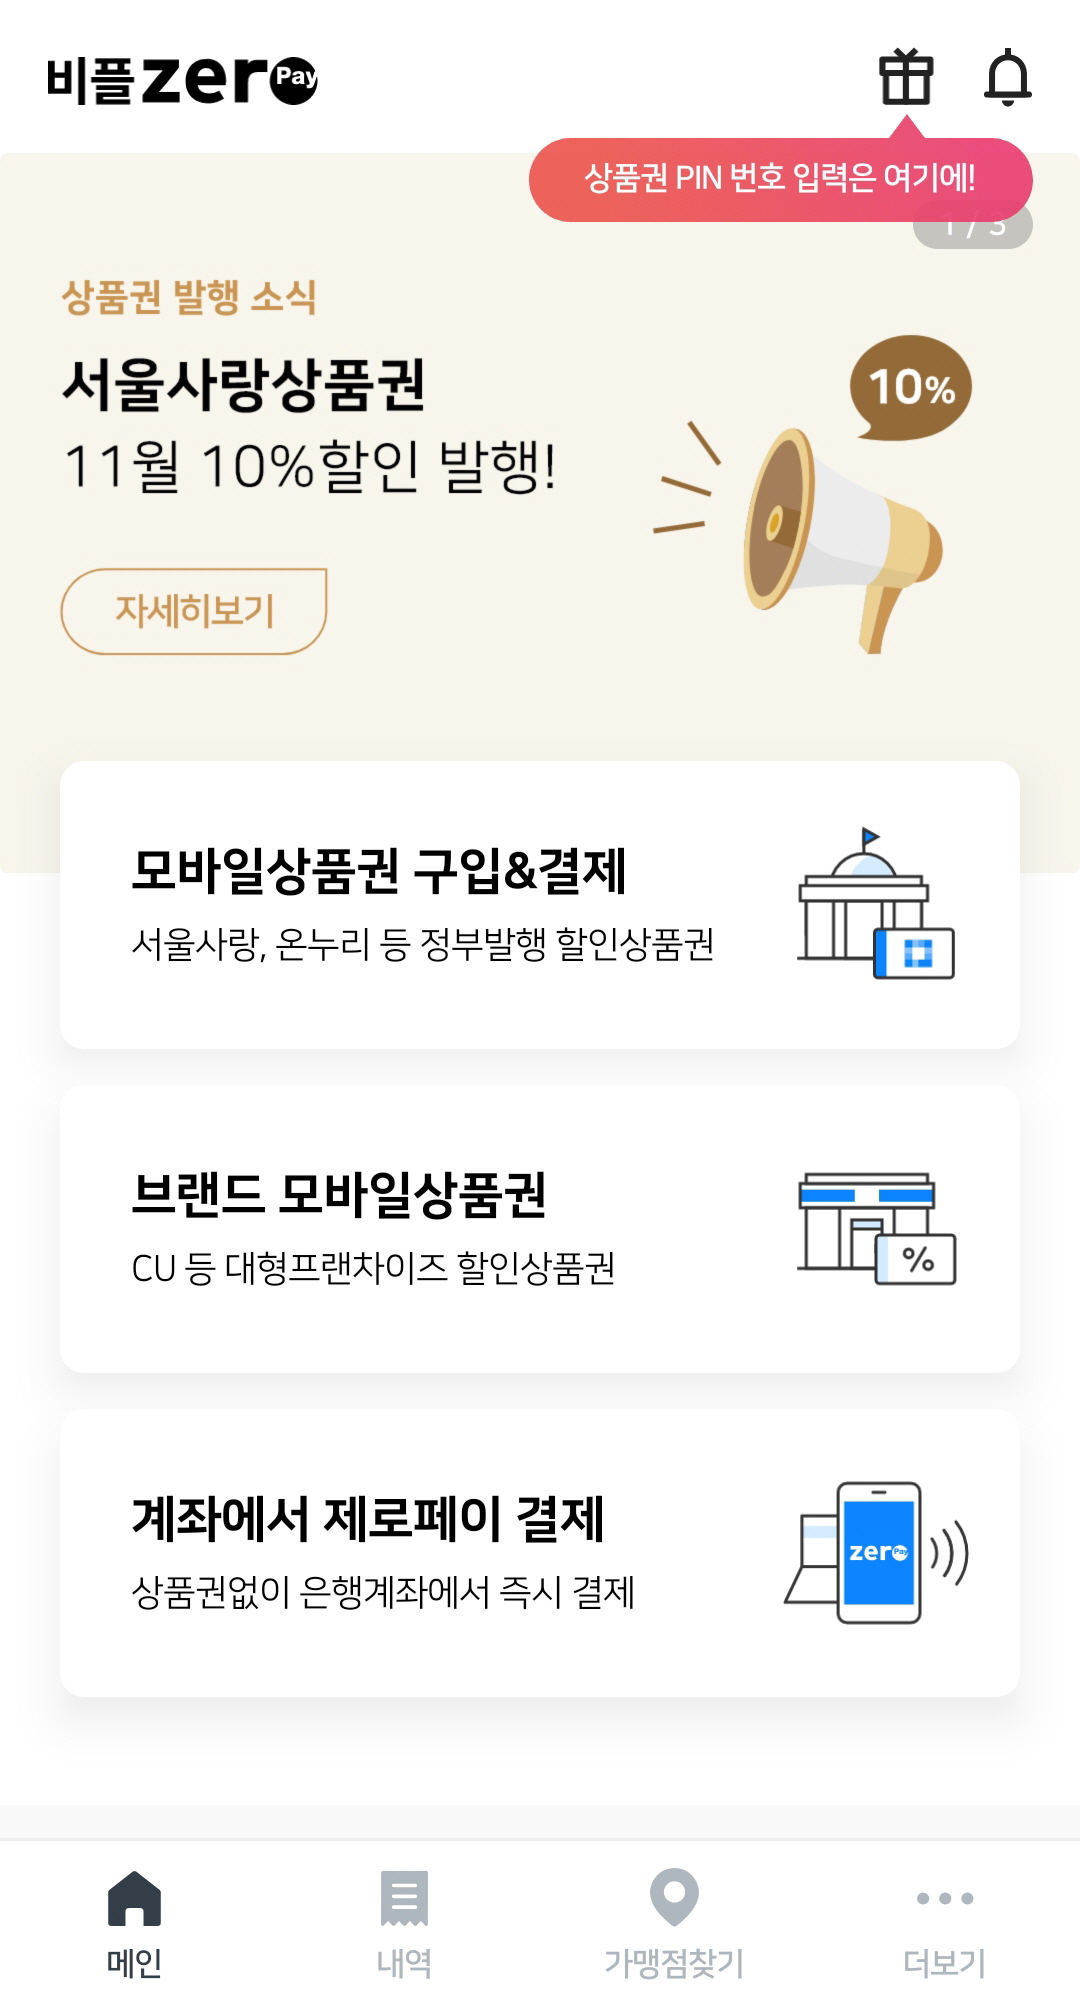 비플 zero Pay
상품권 PIN 번호 입력은 여기에!
1 / 3
상품권 발행 소식
서울사랑상품권
11월 10%할인 발행!
10%
자세히보기
모바일상품권 구입&결제
서울사랑, 온누리 등 정부발행 할인상품권
브랜드 모바일상품권
CU 등 대형프랜차이즈 할인상품권
%
계좌에서 제로페이 결제
상품권없이 은행계좌에서 즉시 결제
zero Pay
메인
내역
가맹점찾기
더보기